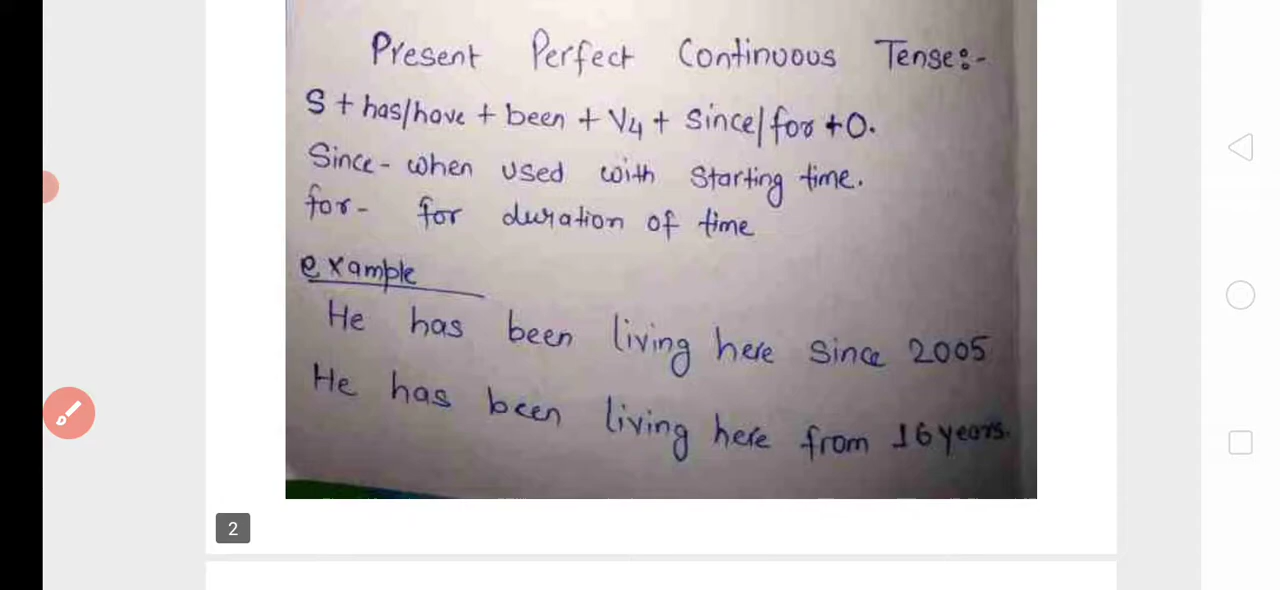 Present Perfect Continuous Tense:-
S + has/have + been + V4 + Since/for + O.
Since - when used with starting time.
for - for duration of time
example
He has been living here since 2005
He has been living here from 16 years.
2